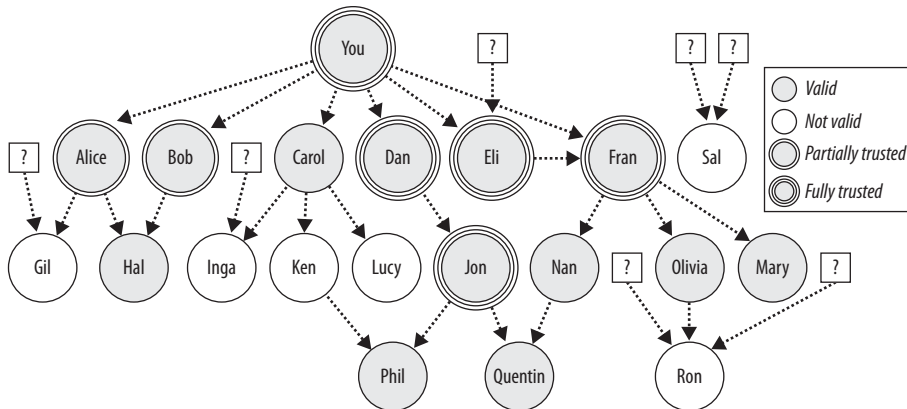 You
?
?
?
Valid
Not valid
Partially trusted
Fully trusted
?
Alice
Bob
?
Carol
Dan
Eli
Fran
Sal
Gil
Hal
Inga
Ken
Lucy
Jon
Nan
?
Olivia
Mary
?
Phil
Quentin
Ron